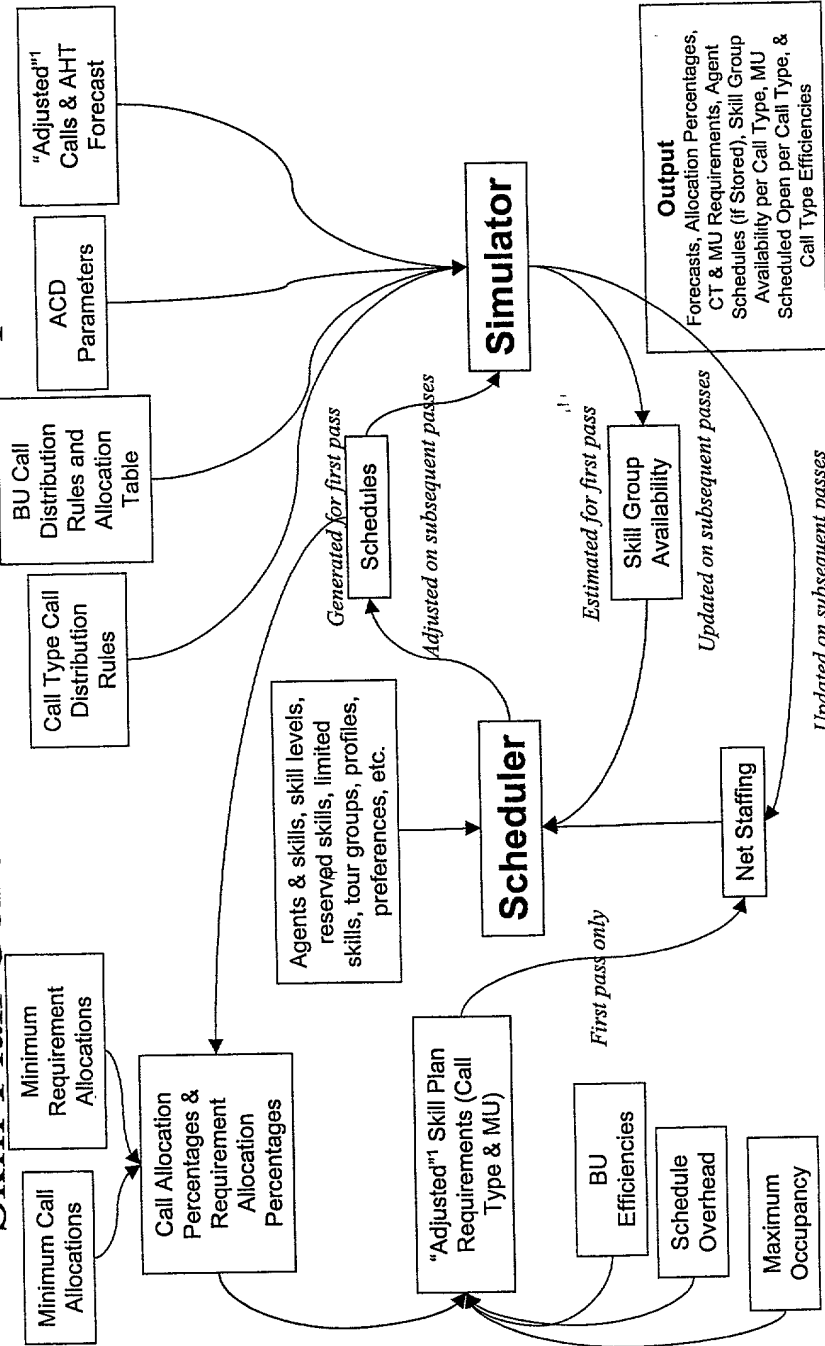 Minimum Call
Allocations
Minimum
Requirement
Allocations
Call Type Call
Distribution
Rules
BU Call
Distribution
Rules and
Allocation
Table
ACD
Parameters
"Adjusted"¹
Calls & AHT
Forecast
Call Allocation
Percentages &
Requirement
Allocation
Percentages
Agents & skills, skill levels,
reserved skills, limited
skills, tour groups, profiles,
preferences, etc.
Generated for first pass
Schedules
Adjusted on subsequent passes
Scheduler
Simulator
"Adjusted"¹ Skill Plan
Requirements (Call
Type & MU)
First pass only
Estimated for first pass
Skill Group
Availability
Updated on subsequent passes
BU
Efficiencies
Schedule
Overhead
Maximum
Occupancy
Net Staffing
Updated on subsequent passes
Output
Forecasts, Allocation Percentages,
CT & MU Requirements, Agent
Schedules (if Stored), Skill Group
Availability per Call Type, MU
Scheduled Open per Call Type, &
Call Type Efficiencies